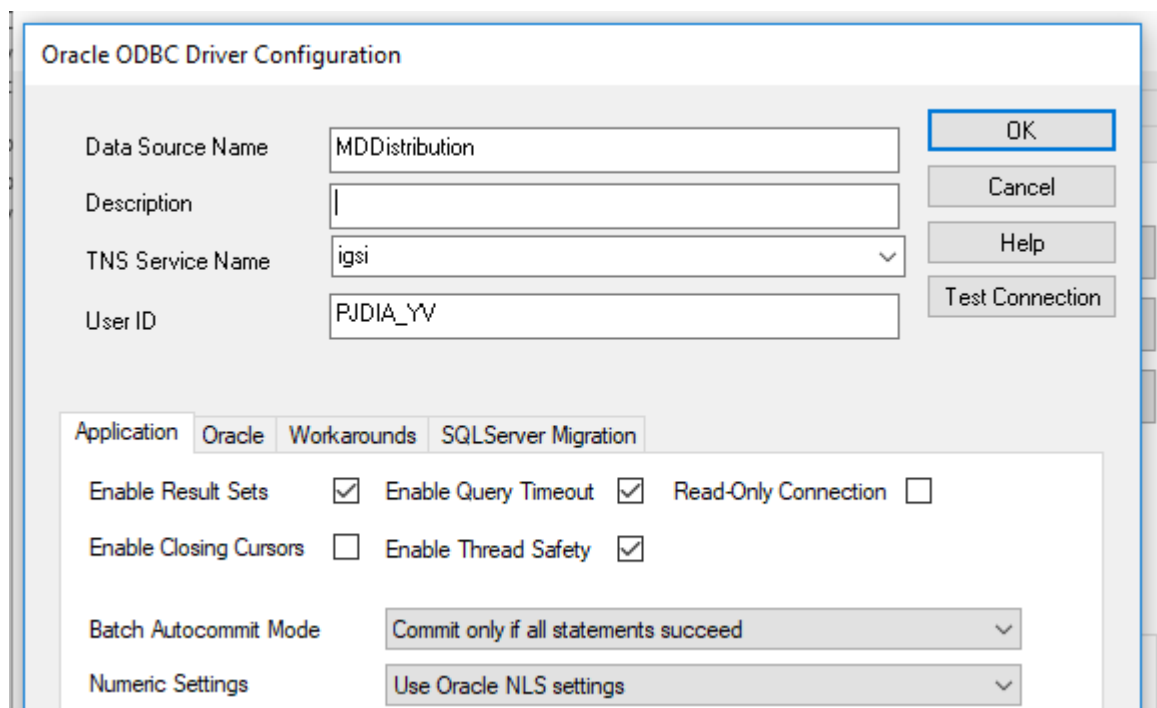 Oracle ODBC Driver Configuration
Data Source Name MDDistribution OK
Description Cancel
TNS Service Name igsi Help
User ID PJDIA_YV Test Connection
Application Oracle Workarounds SQLServer Migration
Enable Result Sets Enable Query Timeout Read-Only Connection
Enable Closing Cursors Enable Thread Safety
Batch Autocommit Mode Commit only if all statements succeed
Numeric Settings Use Oracle NLS settings